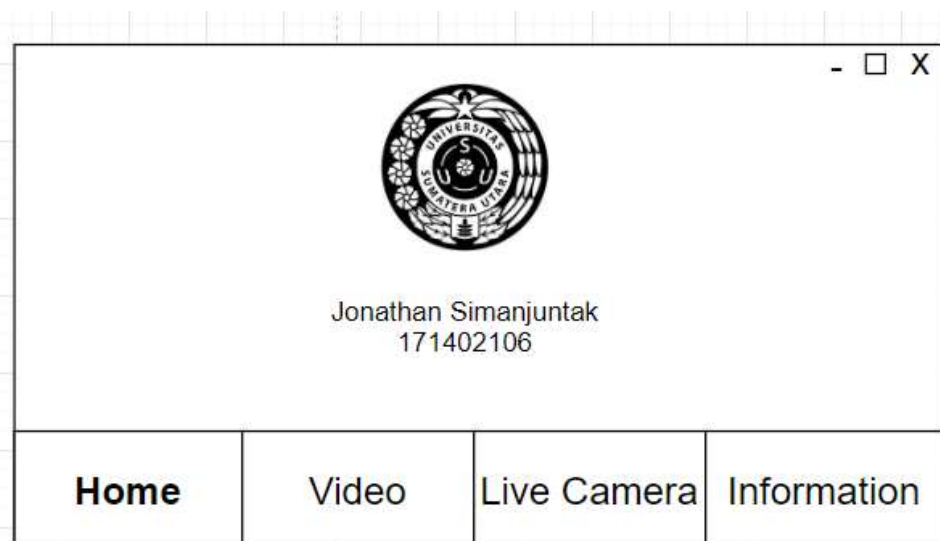 - □ X
UNIVERSITAS
S
U U
SUMATERA UTARA
Jonathan Simanjuntak
171402106
Home Video Live Camera Information